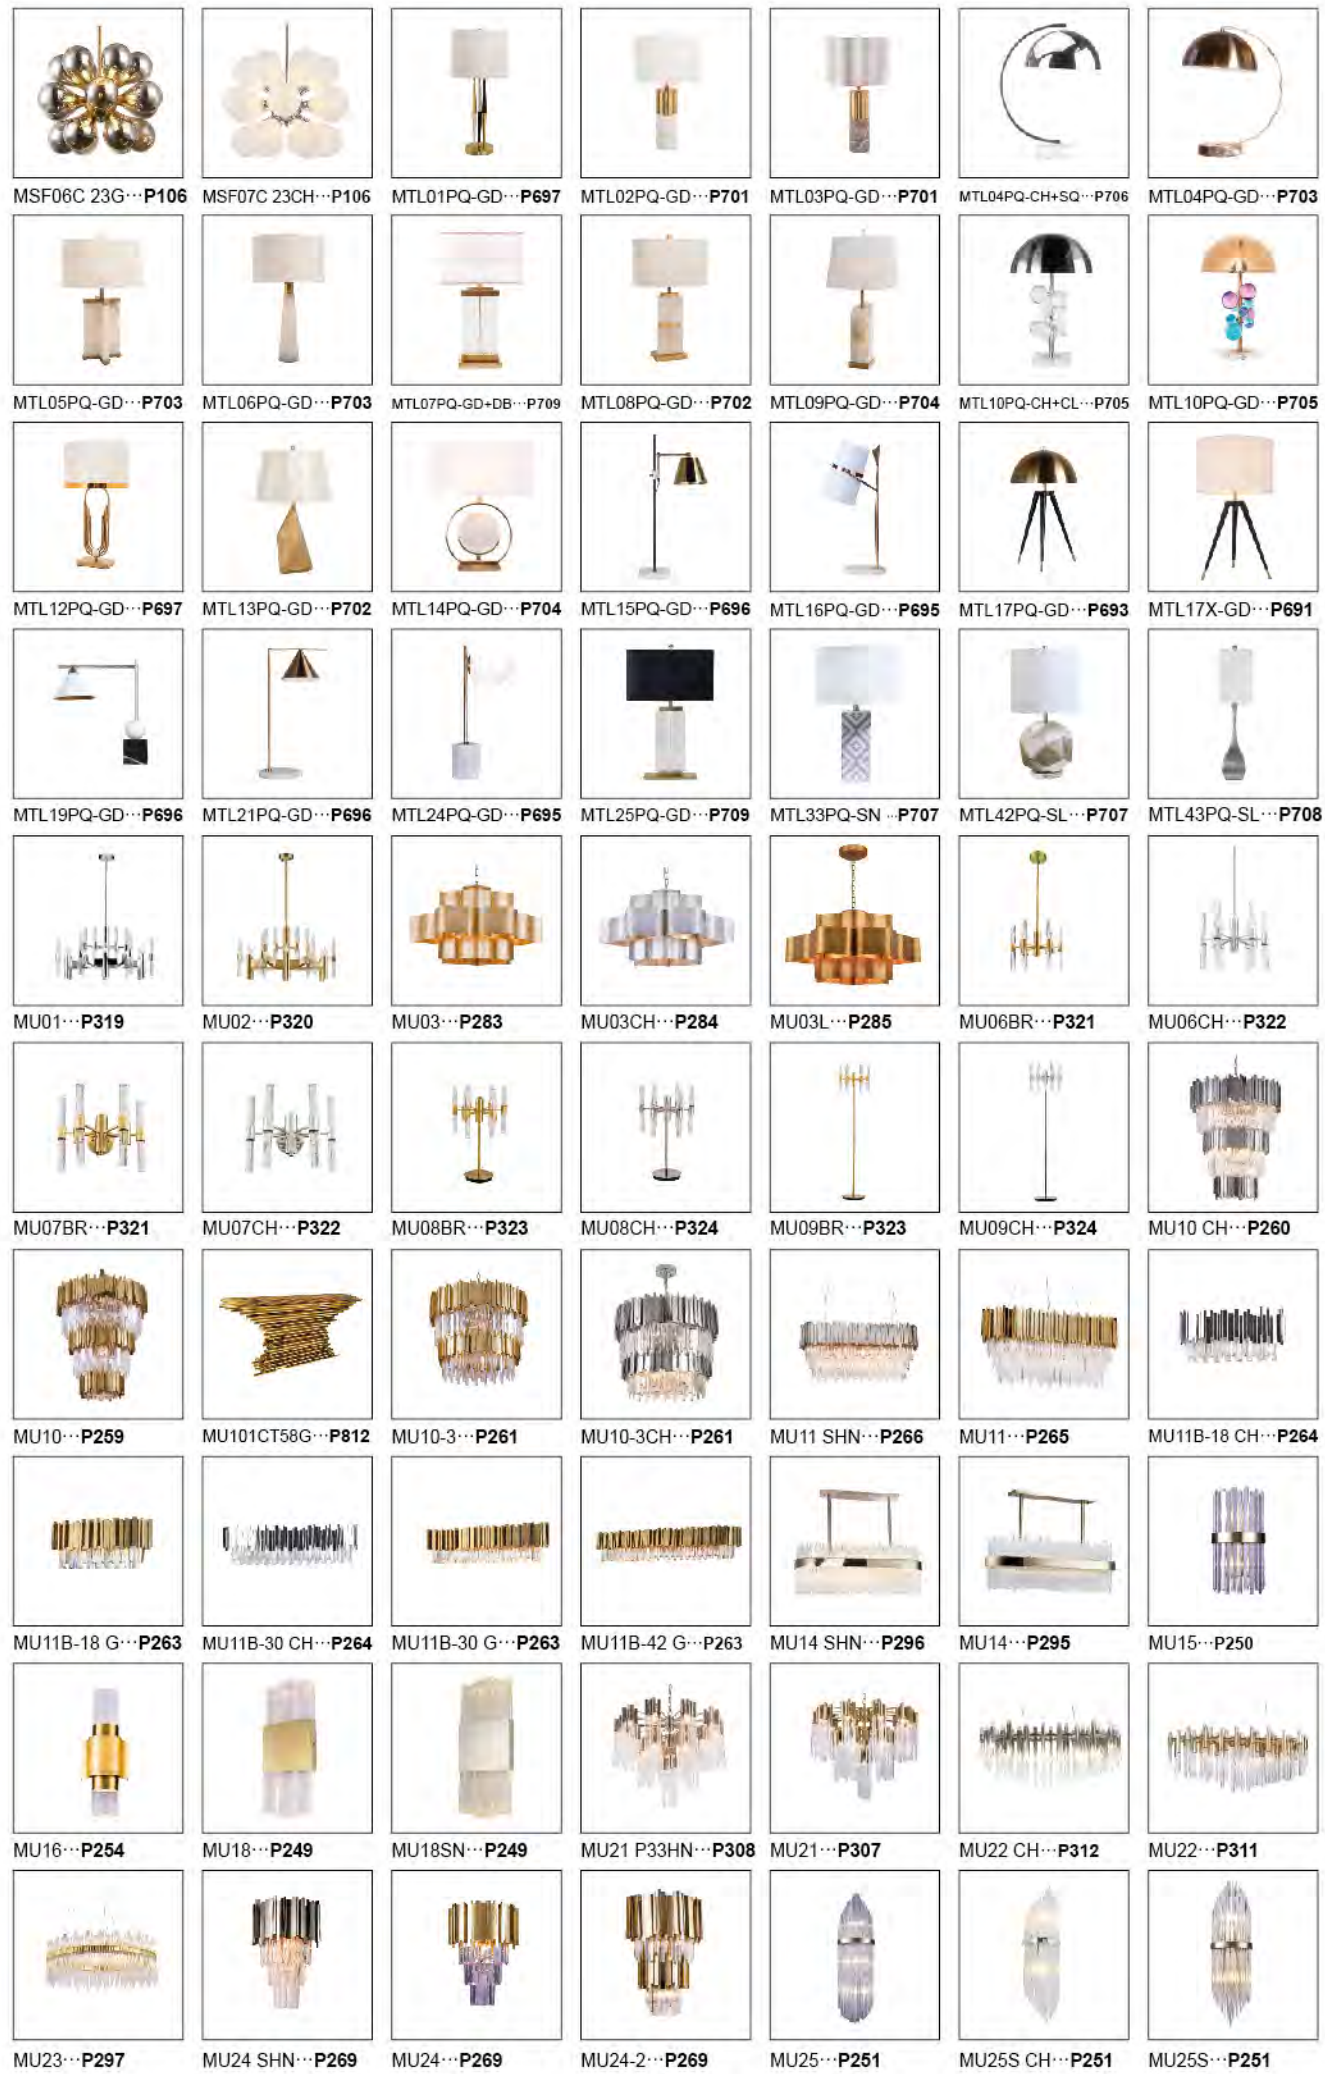 MSF06C 23G···P106 MSF07C 23CH···P106 MTL01PQ-GD···P697 MTL02PQ-GD···P701 MTL03PQ-GD···P701 MTL04PQ-CH+SQ···P706 MTL04PQ-GD···P703
MTL05PQ-GD···P703 MTL06PQ-GD···P703 MTL07PQ-GD+DB···P709 MTL08PQ-GD···P702 MTL09PQ-GD···P704 MTL10PQ-CH+CL···P705 MTL10PQ-GD···P705
MTL12PQ-GD···P697 MTL13PQ-GD···P702 MTL14PQ-GD···P704 MTL15PQ-GD···P696 MTL16PQ-GD···P695 MTL17PQ-GD···P693 MTL17X-GD···P691
MTL19PQ-GD···P696 MTL21PQ-GD···P696 MTL24PQ-GD···P695 MTL25PQ-GD···P709 MTL33PQ-SN ···P707 MTL42PQ-SL···P707 MTL43PQ-SL···P708
MU01···P319 MU02···P320 MU03···P283 MU03CH···P284 MU03L···P285 MU06BR···P321 MU06CH···P322
MU07BR···P321 MU07CH···P322 MU08BR···P323 MU08CH···P324 MU09BR···P323 MU09CH···P324 MU10 CH···P260
MU10···P259 MU101CT58G···P812 MU10-3···P261 MU10-3CH···P261 MU11 SHN···P266 MU11···P265 MU11B-18 CH···P264
MU11B-18 G···P263 MU11B-30 CH···P264 MU11B-30 G···P263 MU11B-42 G···P263 MU14 SHN···P296 MU14···P295 MU15···P250
MU16···P254 MU18···P249 MU18SN···P249 MU21 P33HN···P308 MU21···P307 MU22 CH···P312 MU22···P311
MU23···P297 MU24 SHN···P269 MU24···P269 MU24-2···P269 MU25···P251 MU25S CH···P251 MU25S···P251